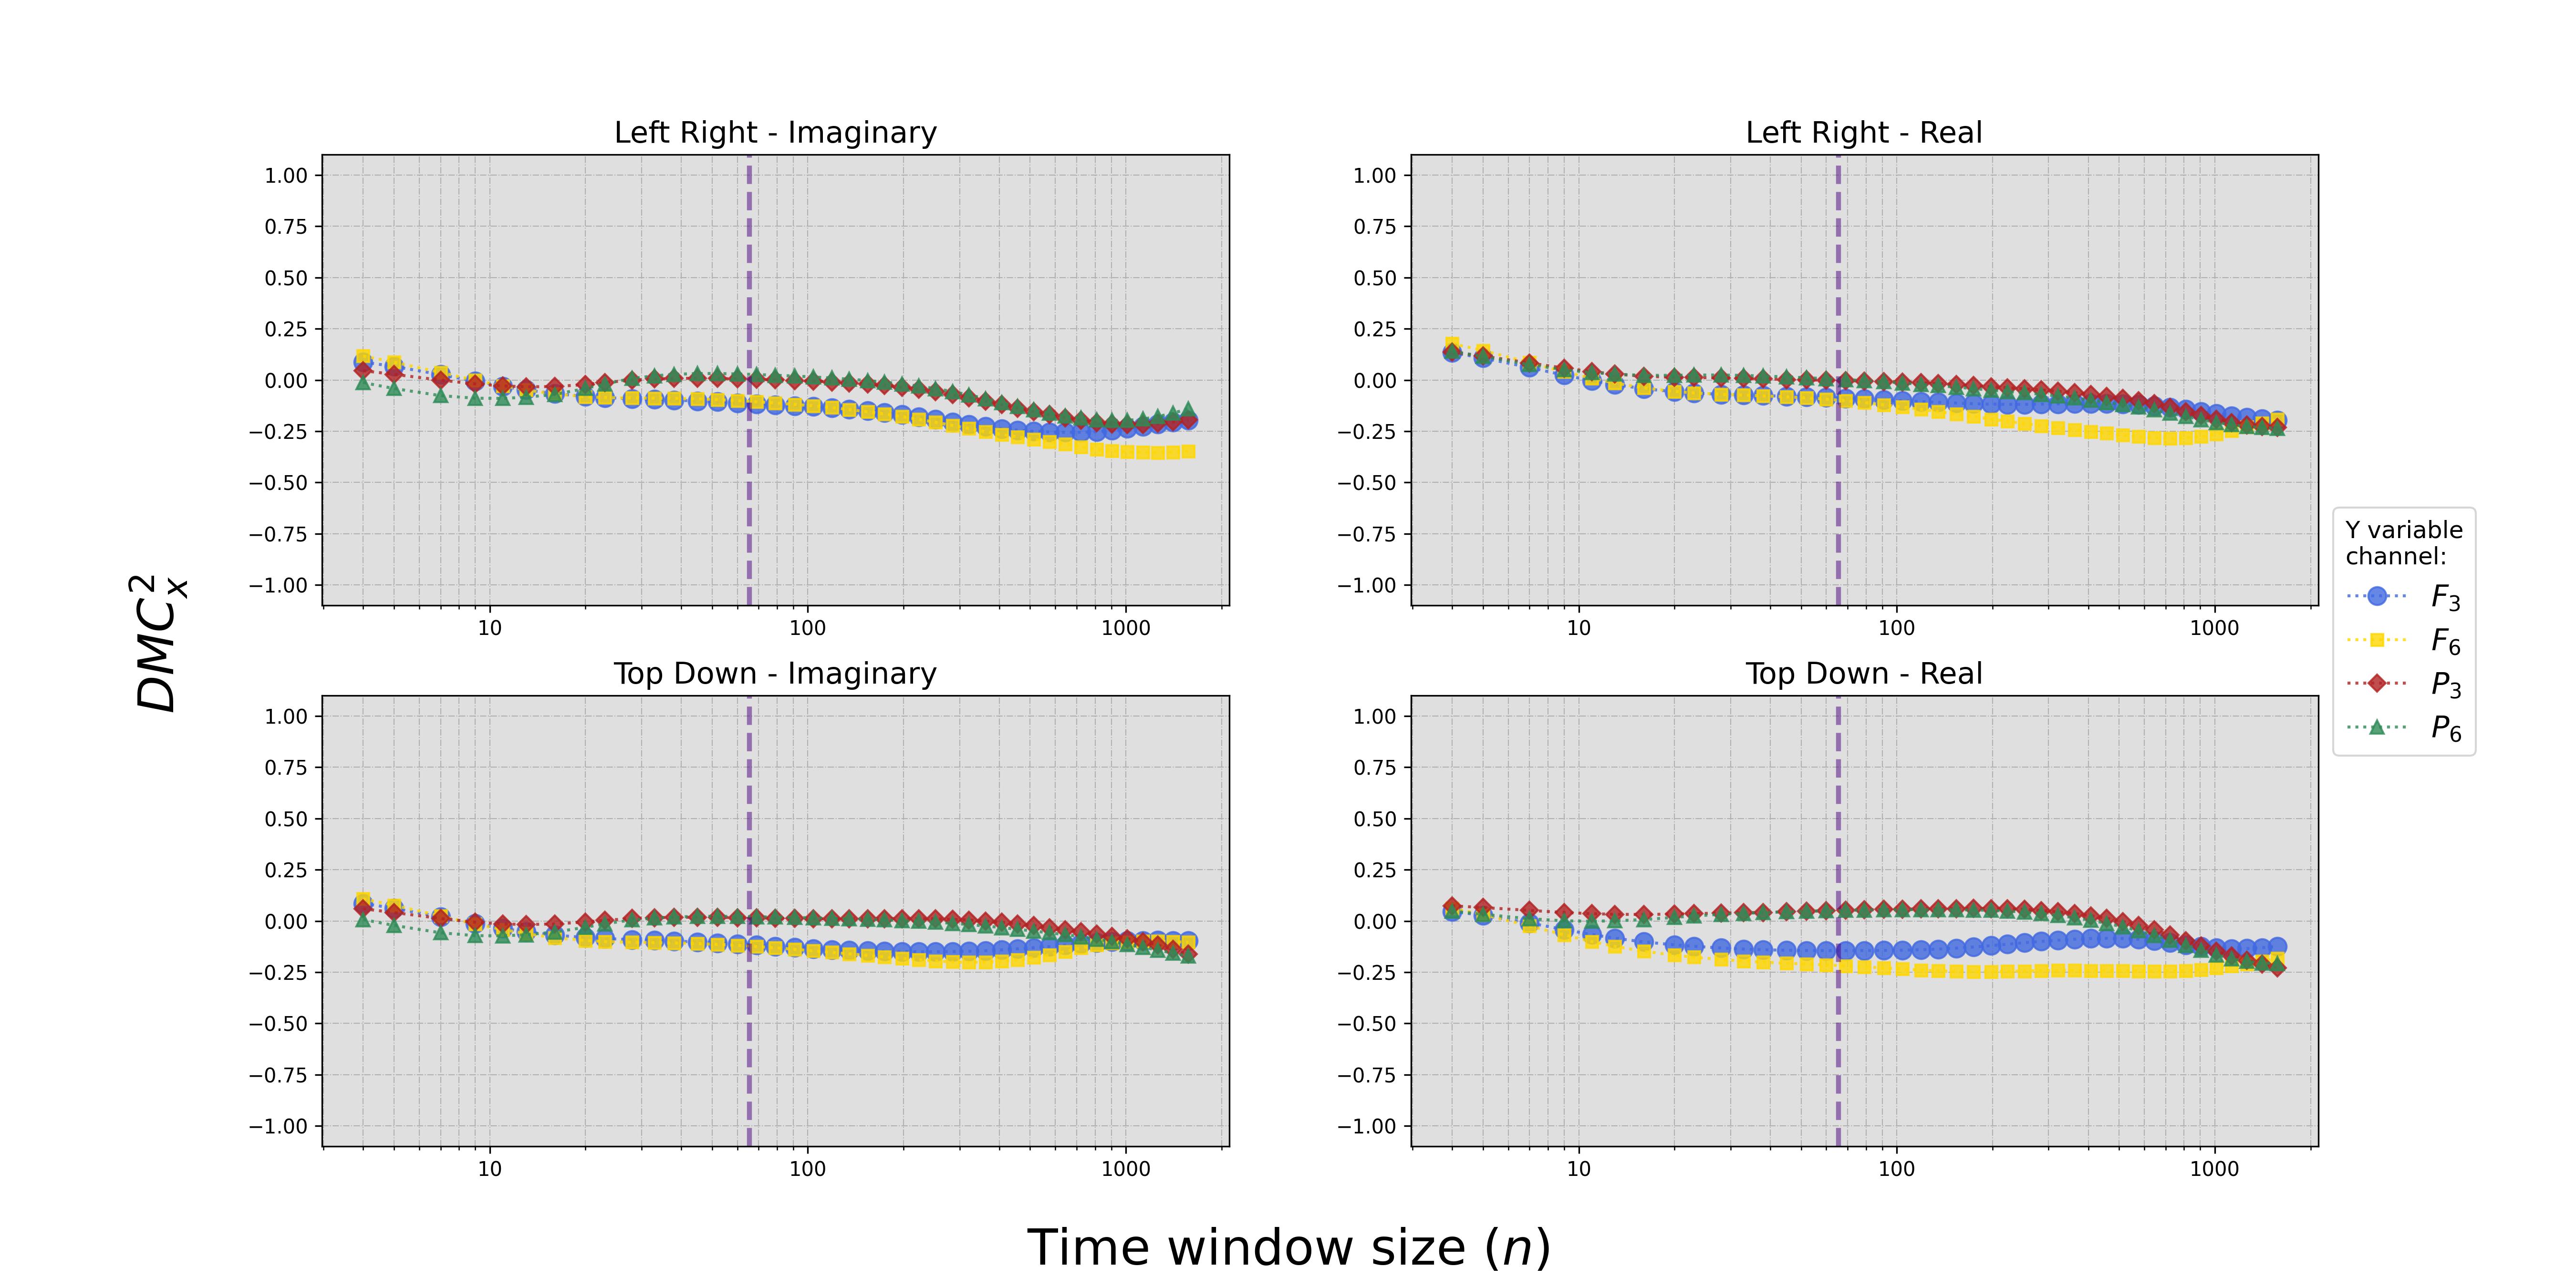 Left Right - Imaginary
1.00
0.75
0.50
0.25
0.00
−0.25
−0.50
−0.75
−1.00
10 100 1000
Left Right - Real
1.00
0.75
0.50
0.25
0.00
−0.25
−0.50
−0.75
−1.00
10 100 1000
Top Down - Imaginary
1.00
0.75
0.50
0.25
0.00
−0.25
−0.50
−0.75
−1.00
10 100 1000
Top Down - Real
1.00
0.75
0.50
0.25
0.00
−0.25
−0.50
−0.75
−1.00
10 100 1000
Y variable
channel:
F₃
F₆
P₃
P₆
DMC²ₓ
Time window size (n)